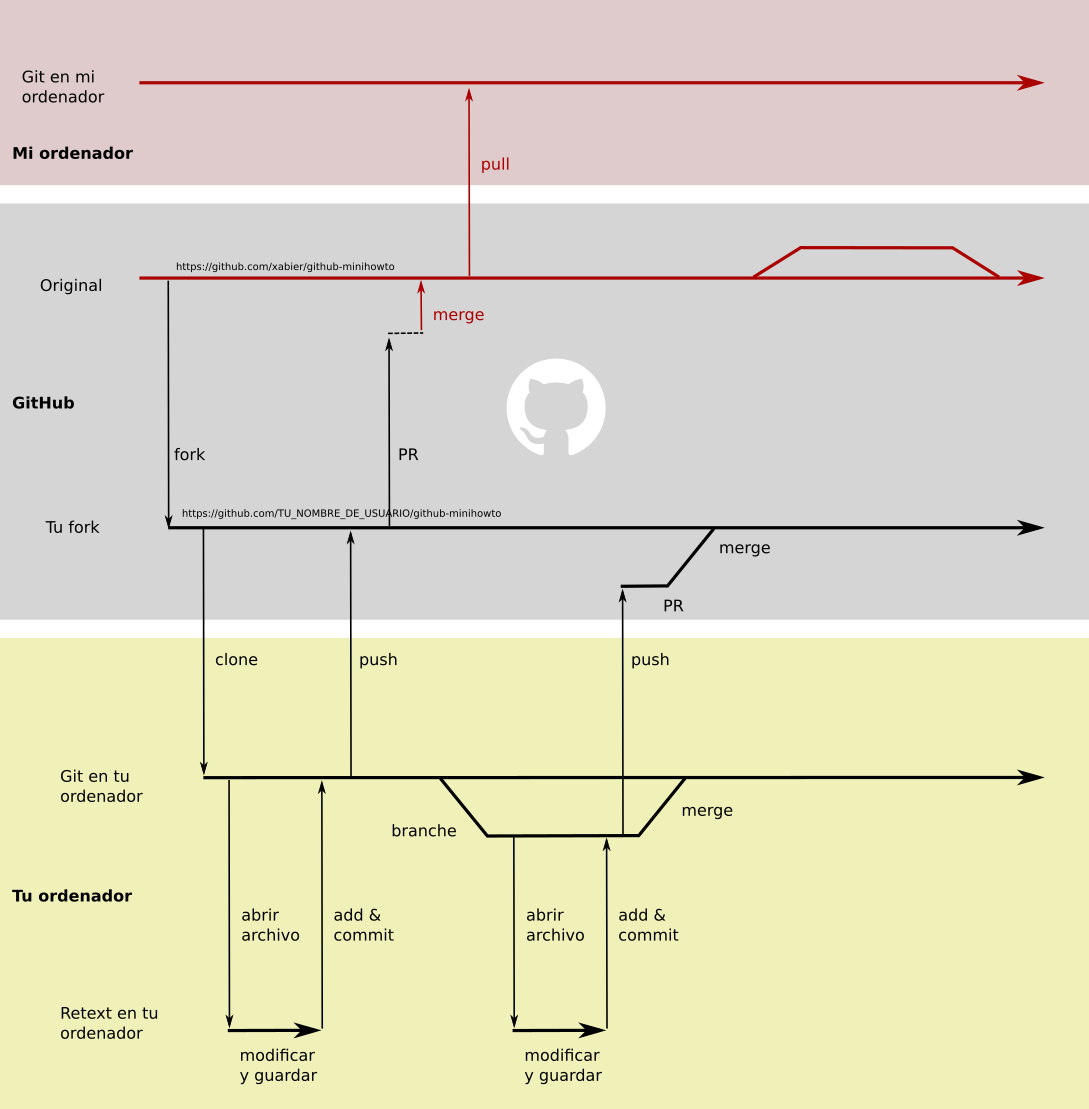 Git en mi
ordenador
Mi ordenador
pull
https://github.com/xabier/github-minihowto
Original
merge
GitHub
fork
PR
https://github.com/TU_NOMBRE_DE_USUARIO/github-minihowto
Tu fork
merge
PR
clone
push
push
Git en tu
ordenador
branche
merge
Tu ordenador
abrir
archivo
add &
commit
abrir
archivo
add &
commit
Retext en tu
ordenador
modificar
y guardar
modificar
y guardar